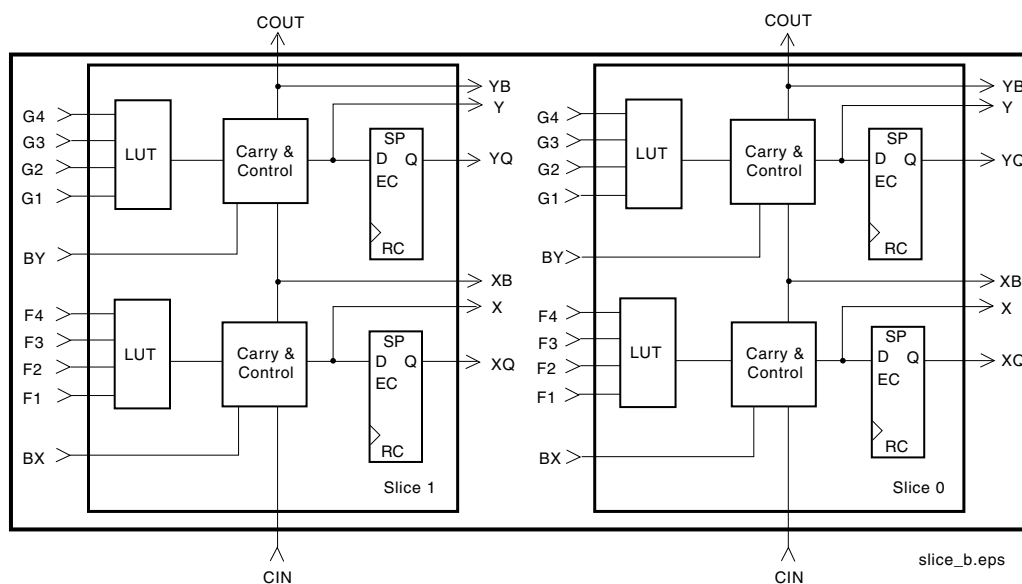 COUT
COUT
YB
Y
G4
G3
G2
G1
LUT
Carry &
Control
SP
D Q
EC
RC
YQ
BY
XB
X
F4
F3
F2
F1
LUT
Carry &
Control
SP
D Q
EC
RC
XQ
BX
Slice 1
CIN
YB
Y
G4
G3
G2
G1
LUT
Carry &
Control
SP
D Q
EC
RC
YQ
BY
XB
X
F4
F3
F2
F1
LUT
Carry &
Control
SP
D Q
EC
RC
XQ
BX
Slice 0
CIN
slice_b.eps